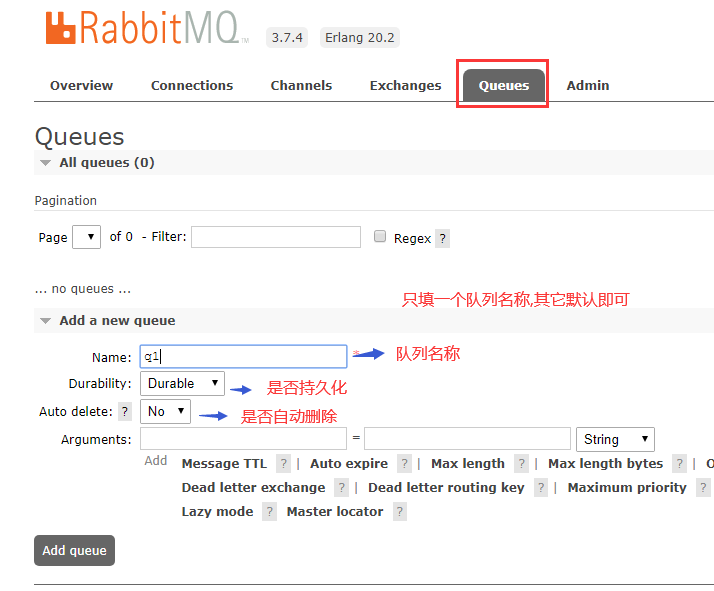 RabbitMQ TM 3.7.4 Erlang 20.2
Overview Connections Channels Exchanges Queues Admin
Queues
All queues (0)
Pagination
Page of 0 - Filter: Regex ?
... no queues ...
只填一个队列名称,其它默认即可
Add a new queue
Name: q1 * 队列名称
Durability: Durable 是否持久化
Auto delete: ? No 是否自动删除
Arguments: = String
Add Message TTL ? | Auto expire ? | Max length ? | Max length bytes ? | O
Dead letter exchange ? | Dead letter routing key ? | Maximum priority ?
Lazy mode ? Master locator ?
Add queue